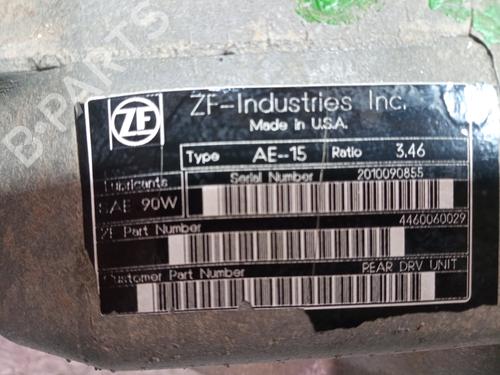 B-PARTS
ZF
ZF-Industries Inc.
Made in U.S.A.
Type AE-15 Ratio 3.46
Lubricants Serial Number 2010090855
SAE 90W
ZF Part Number 4460060029
Customer Part Number REAR DRV UNIT